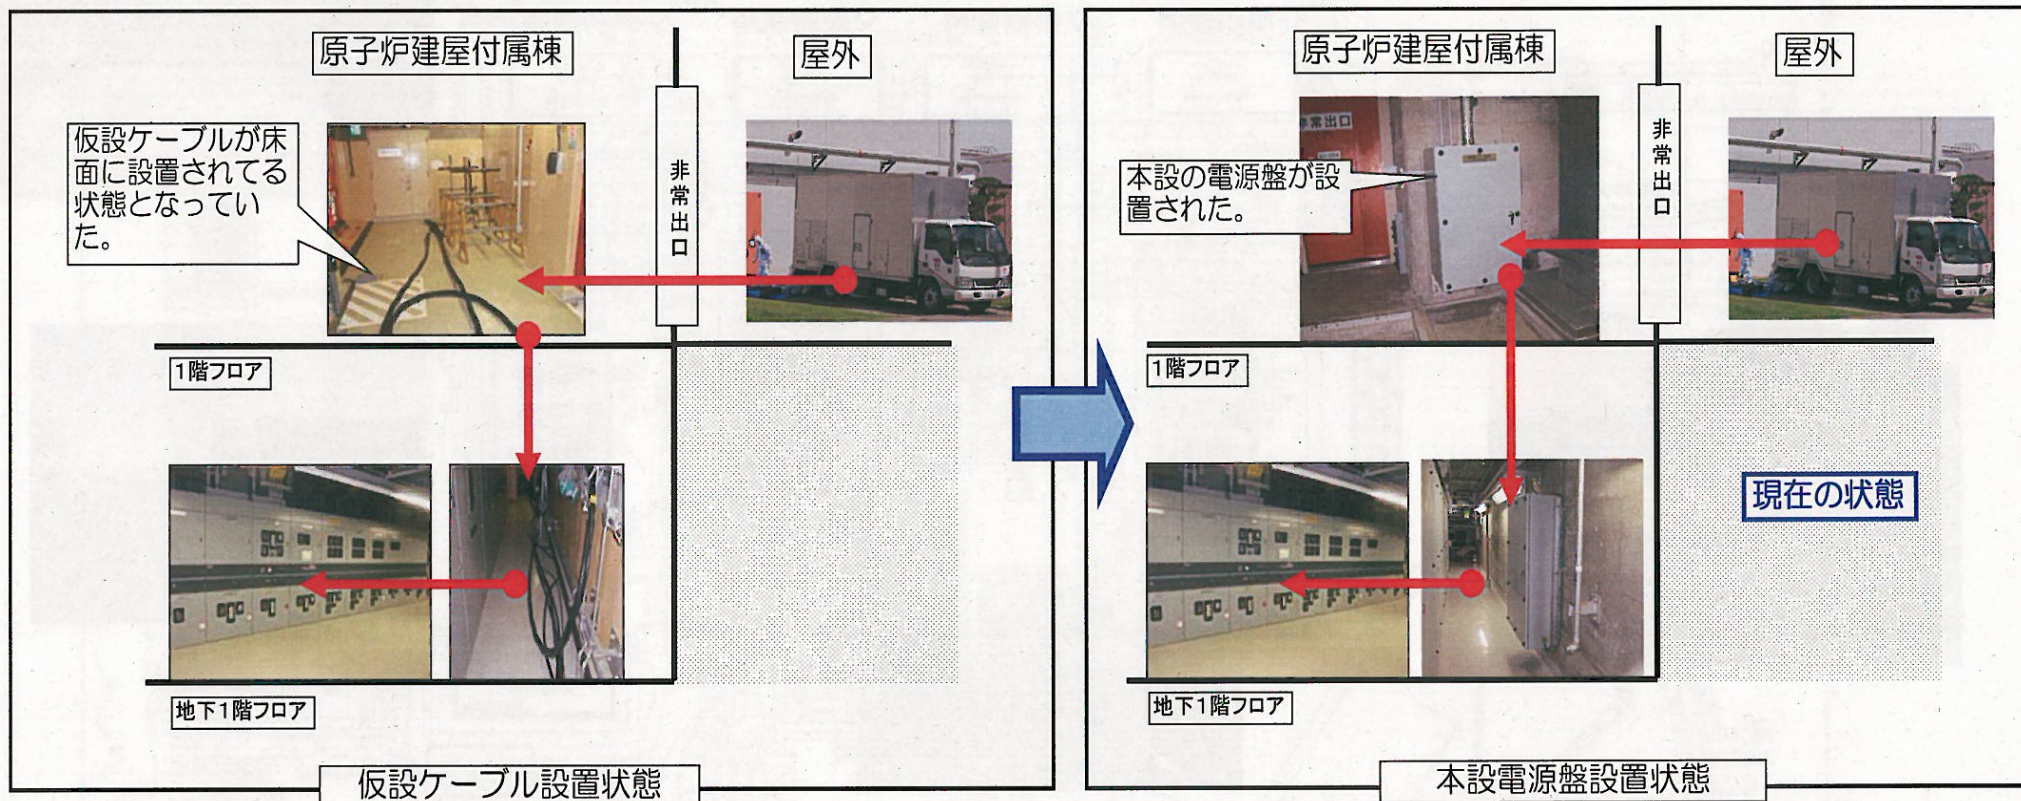 原子炉建屋付属棟
屋外
仮設ケーブルが床
面に設置されてる
状態となってい
た。
非常出口
1階フロア
地下1階フロア
仮設ケーブル設置状態
原子炉建屋付属棟
屋外
非常出口
本設の電源盤が設
置された。
非常出口
1階フロア
現在の状態
地下1階フロア
本設電源盤設置状態